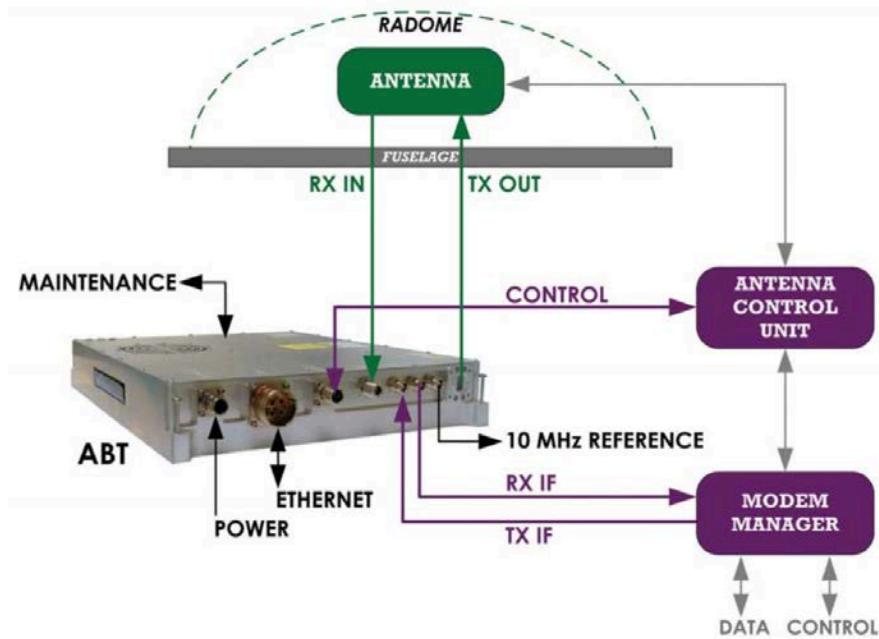 RADOME
ANTENNA
FUSELAGE
RX IN
TX OUT
MAINTENANCE
CONTROL
ANTENNA
CONTROL
UNIT
ABT
10 MHz REFERENCE
ETHERNET
POWER
RX IF
TX IF
MODEM
MANAGER
DATA
CONTROL